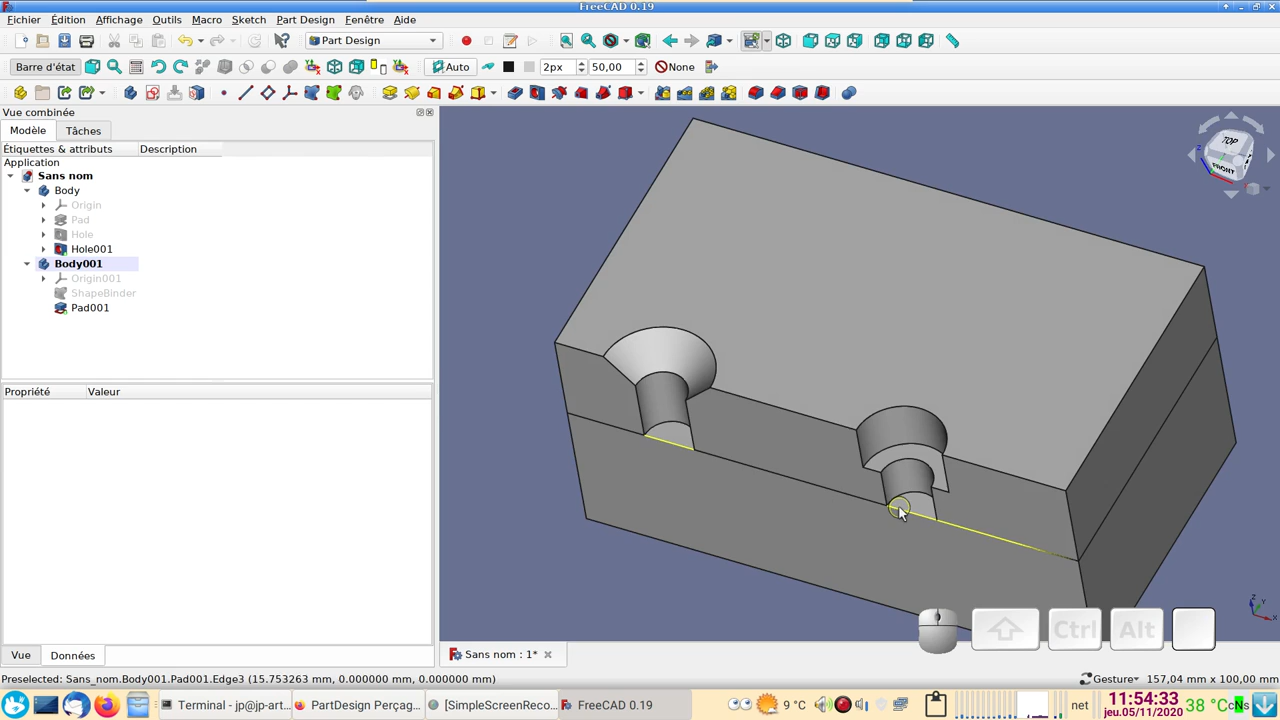 FreeCAD 0.19
Fichier Édition Affichage Outils Macro Sketch Part Design Fenêtre Aide
Part Design
Barre d'état Auto 2px 50,00 None
Vue combinée
Modèle Tâches
Étiquettes & attributs Description
Application
Sans nom
Body
Origin
Pad
Hole
Hole001
Body001
Origin001
ShapeBinder
Pad001
Propriété Valeur
TOP
FRONT
Z
X
Ctrl Alt
Vue Données
Sans nom : 1*
Preselected: Sans_nom.Body001.Pad001.Edge3 (15.753263 mm, 0.000000 mm, 0.000000 mm)
Gesture 157,04 mm x 100,00 mm
Terminal - jp@jp-art... PartDesign Perçag... [SimpleScreenReco... FreeCAD 0.19
9 °C
net
11:54:33
jeu.05/11/2020
38 °C